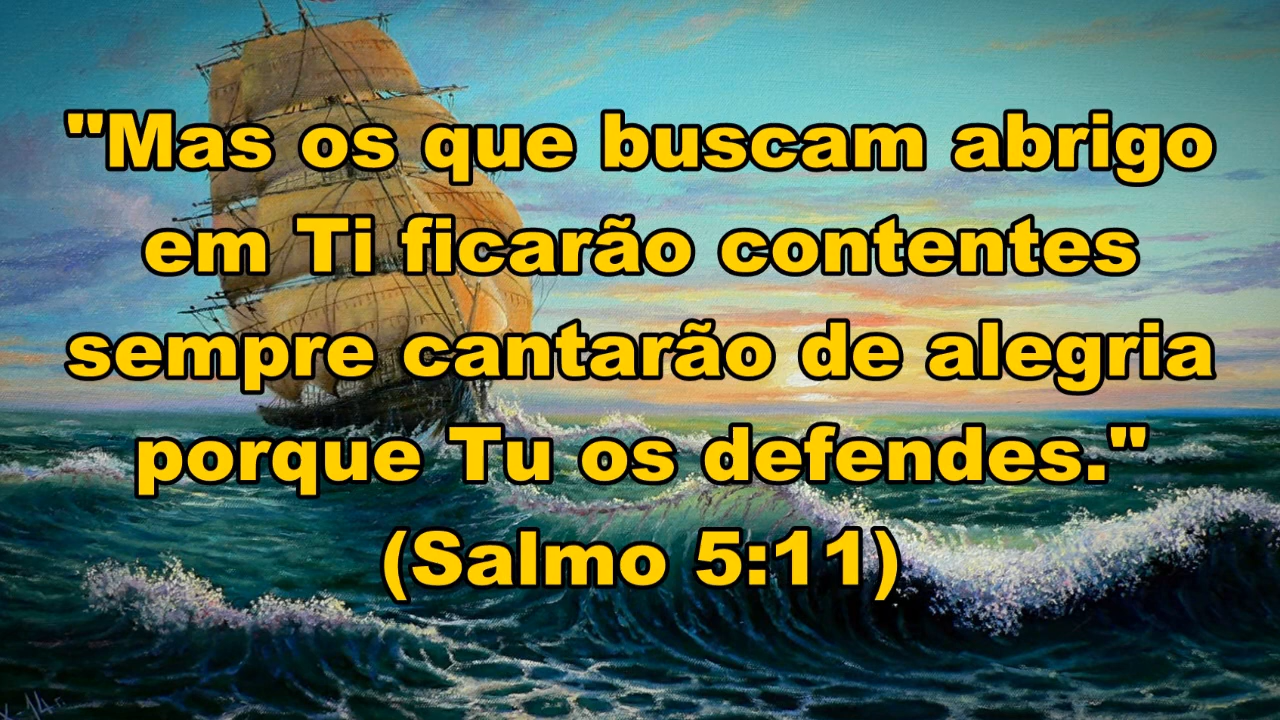 "Mas os que buscam abrigo
em Ti ficarão contentes
sempre cantarão de alegria
porque Tu os defendes."
(Salmo 5:11)